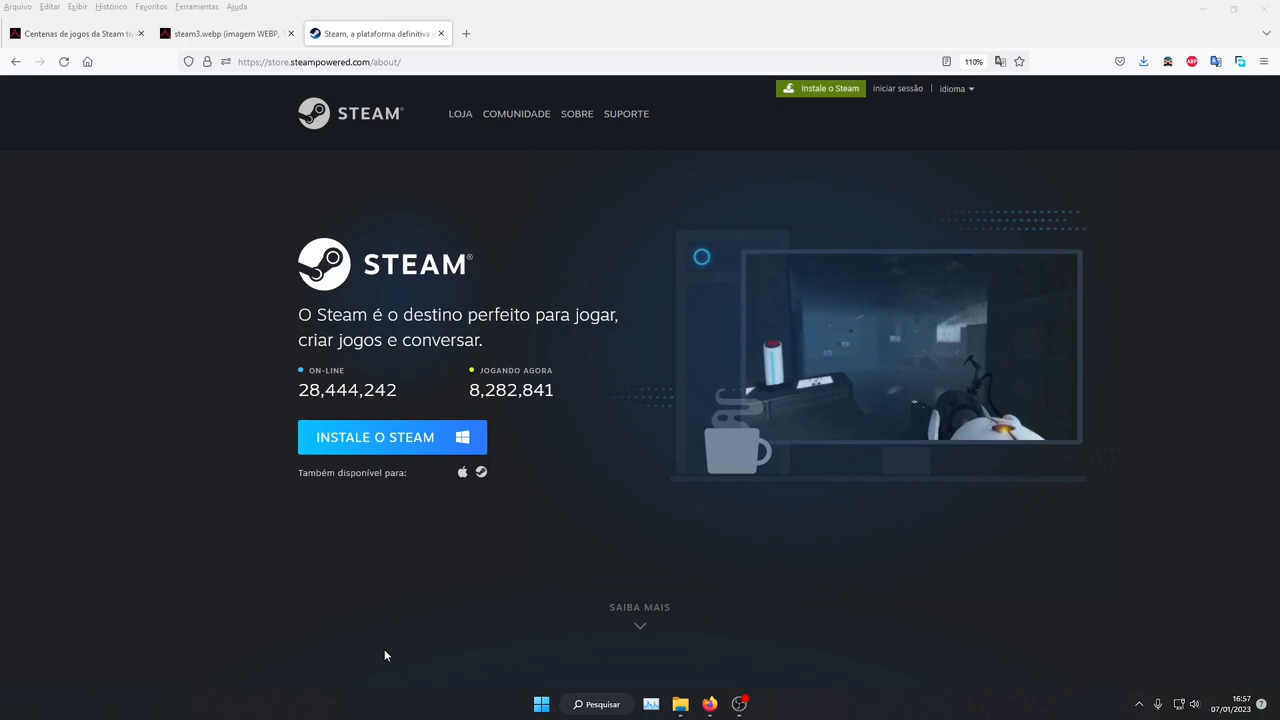 Arquivo Editar Exibir Histórico Favoritos Ferramentas Ajuda
Centenas de jogos da Steam tiv
steam3.webp (imagem WEBP,
Steam, a plataforma definitiva
https://store.steampowered.com/about/
110%
ABP
Instale o Steam
iniciar sessão | idioma
STEAM®
LOJA COMUNIDADE SOBRE SUPORTE
STEAM®
O Steam é o destino perfeito para jogar,
criar jogos e conversar.
ON-LINE JOGANDO AGORA
28,444,242 8,282,841
INSTALE O STEAM
Também disponível para:
SAIBA MAIS
Pesquisar
16:57
07/01/2023
7